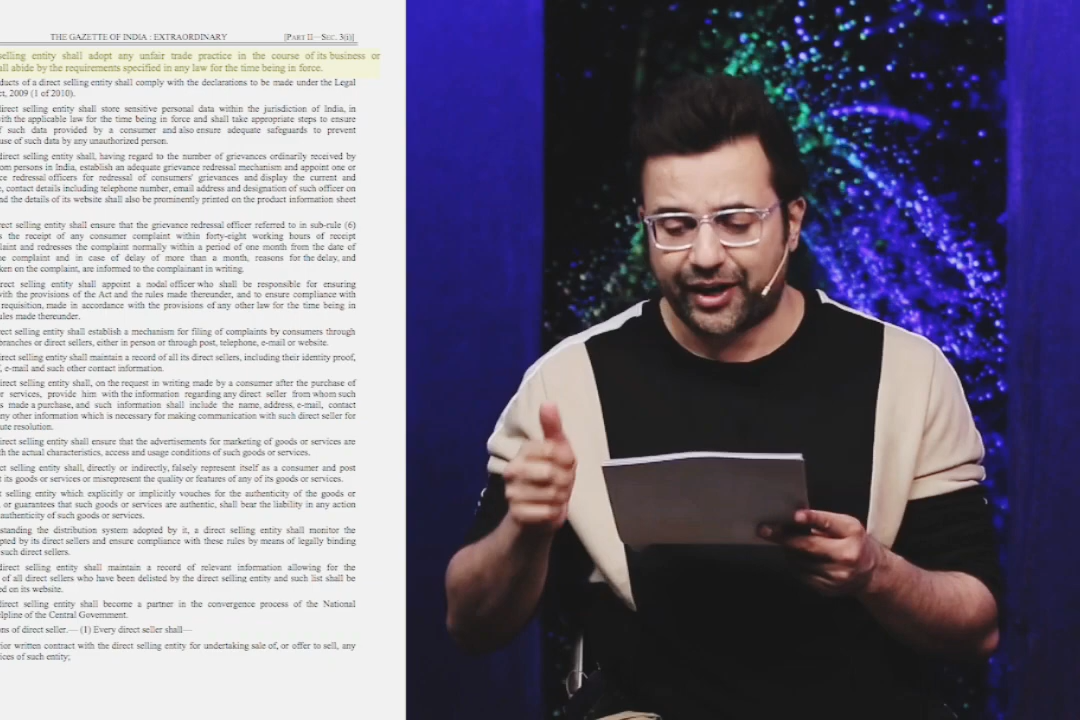 THE GAZETTE OF INDIA : EXTRAORDINARY [PART II—SEC. 3(i)]
selling entity shall adopt any unfair trade practice in the course of its business or
all abide by the requirements specified in any law for the time being in force.
ducts of a direct selling entity shall comply with the declarations to be made under the Legal
ct, 2009 (1 of 2010).
direct selling entity shall store sensitive personal data within the jurisdiction of India, in
with the applicable law for the time being in force and shall take appropriate steps to ensure
f such data provided by a consumer and also ensure adequate safeguards to prevent
use of such data by any unauthorized person.
direct selling entity shall, having regard to the number of grievances ordinarily received by
om persons in India, establish an adequate grievance redressal mechanism and appoint one or
ce redressal officers for redressal of consumers' grievances and display the current and
, contact details including telephone number, email address and designation of such officer on
nd the details of its website shall also be prominently printed on the product information sheet
rect selling entity shall ensure that the grievance redressal officer referred to in sub-rule (6)
s the receipt of any consumer complaint within forty-eight working hours of receipt
laint and redresses the complaint normally within a period of one month from the date of
he complaint and in case of delay of more than a month, reasons for the delay, and
ken on the complaint, are informed to the complainant in writing.
rect selling entity shall appoint a nodal officer who shall be responsible for ensuring
with the provisions of the Act and the rules made thereunder, and to ensure compliance with
requisition, made in accordance with the provisions of any other law for the time being in
ules made thereunder.
rect selling entity shall establish a mechanism for filing of complaints by consumers through
branches or direct sellers, either in person or through post, telephone, e-mail or website.
irect selling entity shall maintain a record of all its direct sellers, including their identity proof,
f, e-mail and such other contact information.
irect selling entity shall, on the request in writing made by a consumer after the purchase of
r services, provide him with the information regarding any direct seller from whom such
s made a purchase, and such information shall include the name, address, e-mail, contact
ny other information which is necessary for making communication with such direct seller for
ute resolution.
irect selling entity shall ensure that the advertisements for marketing of goods or services are
th the actual characteristics, access and usage conditions of such goods or services.
ct selling entity shall, directly or indirectly, falsely represent itself as a consumer and post
t its goods or services or misrepresent the quality or features of any of its goods or services.
t selling entity which explicitly or implicitly vouches for the authenticity of the goods or
or guarantees that such goods or services are authentic, shall bear the liability in any action
authenticity of such goods or services.
standing the distribution system adopted by it, a direct selling entity shall monitor the
pted by its direct sellers and ensure compliance with these rules by means of legally binding
such direct sellers.
direct selling entity shall maintain a record of relevant information allowing for the
of all direct sellers who have been delisted by the direct selling entity and such list shall be
ed on its website.
direct selling entity shall become a partner in the convergence process of the National
elpline of the Central Government.
ns of direct seller.— (1) Every direct seller shall—
ior written contract with the direct selling entity for undertaking sale of, or offer to sell, any
ices of such entity;